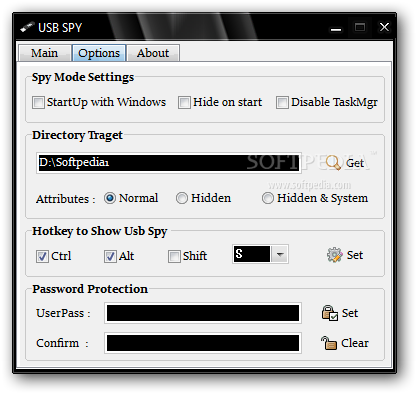 USB SPY
Main Options About
Spy Mode Settings
StartUp with Windows Hide on start Disable TaskMgr
Directory Traget
D:\Softpedia1 Get
SOFTPEDIA
www.softpedia.com
Attributes : Normal Hidden Hidden & System
Hotkey to Show Usb Spy
Ctrl Alt Shift S Set
Password Protection
UserPass : Set
Confirm : Clear